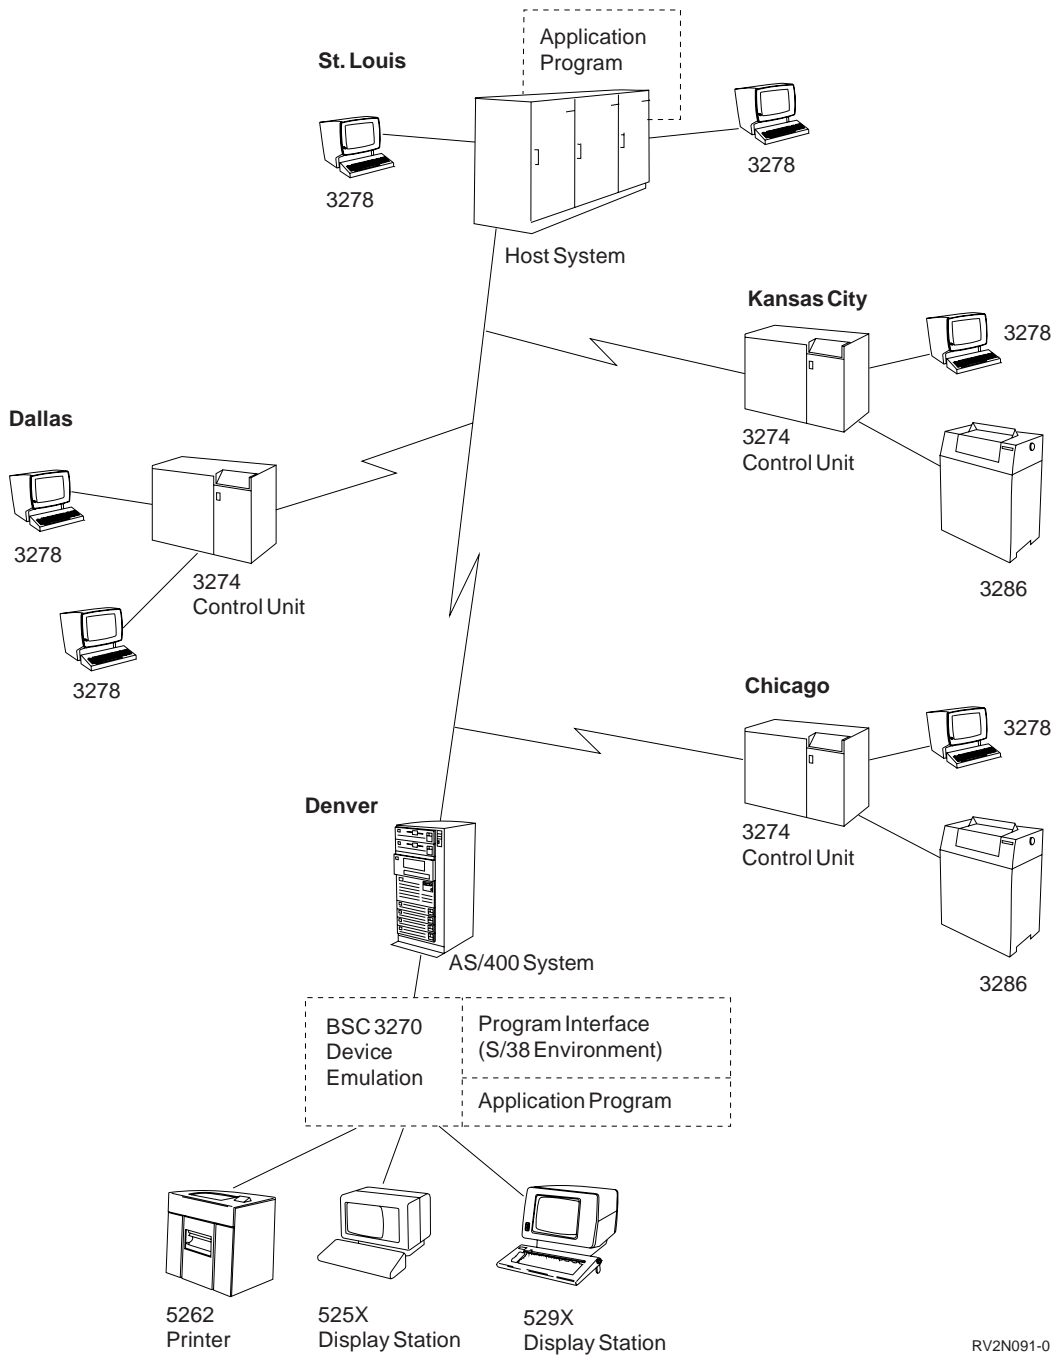 Application
Program
St. Louis
3278
3278
Host System
Kansas City
3278
3274
Control Unit
3286
Dallas
3278
3274
Control Unit
3278
Chicago
3278
3274
Control Unit
3286
Denver
AS/400 System
BSC 3270
Device
Emulation
Program Interface
(S/38 Environment)
Application Program
5262
Printer
525X
Display Station
529X
Display Station
RV2N091-0